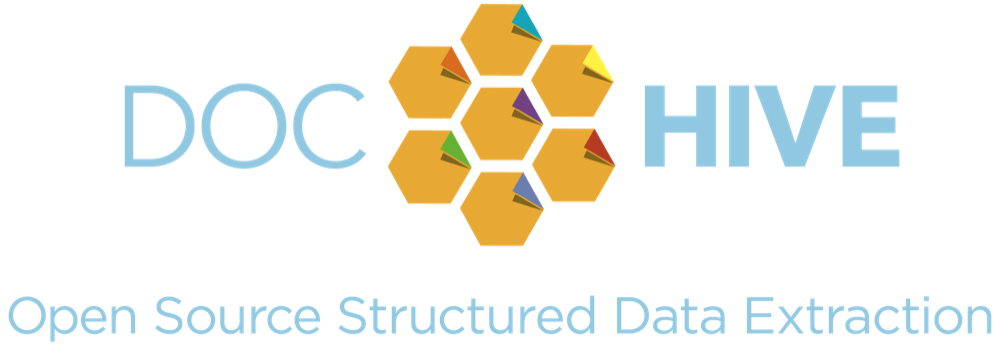 DOC HIVE
Open Source Structured Data Extraction